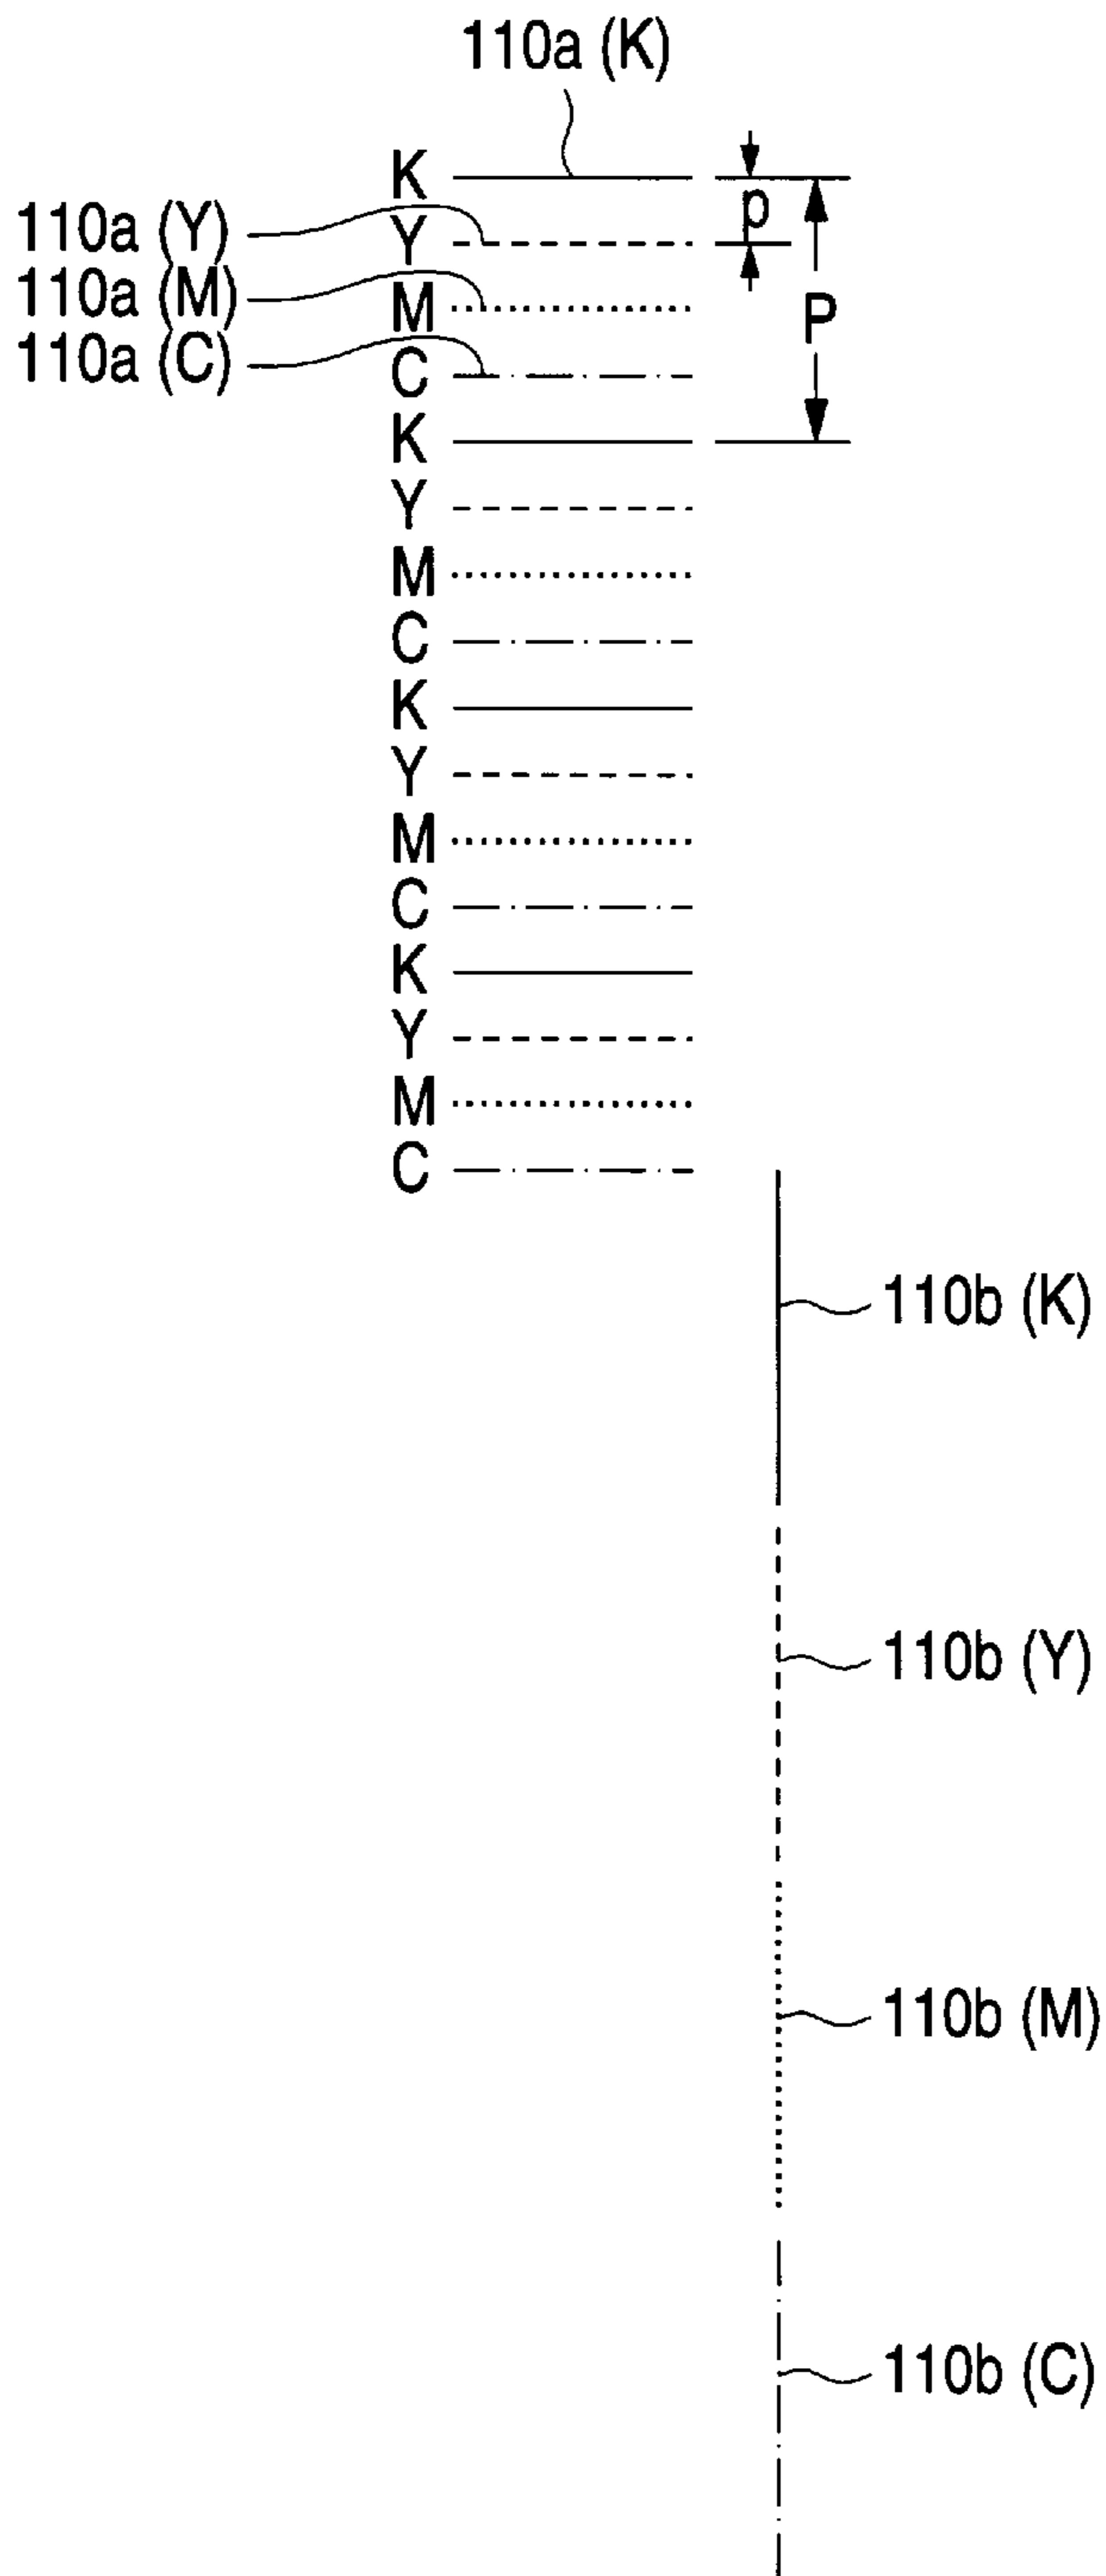 110a (K)
K
p
110a (Y) Y
110a (M) M
P
110a (C) C
K
Y
M
C
K
Y
M
C
K
Y
M
C
110b (K)
110b (Y)
110b (M)
110b (C)